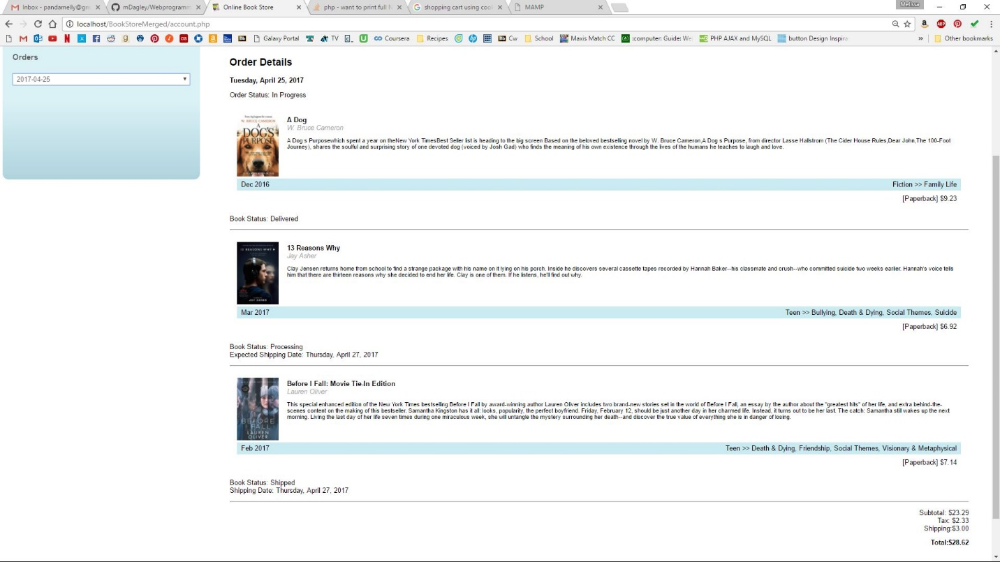 Melissa
Inbox - pandamelly@gm
mDagley/Webprogramm
Online Book Store
php - want to print full
shopping cart using cook
MAMP
localhost/BookStoreMerged/account.php
Galaxy Portal
TV
Coursera
Recipes
Bb
Cw
School
Maxis Match CC
:computer: Guide: We
PHP AJAX and MySQL
button Design Inspira
Other bookmarks
Orders
2017-04-25
Order Details
Tuesday, April 25, 2017
Order Status: In Progress
A DOG'S PURPOSE
W. BRUCE CAMERON
A Dog
W. Bruce Cameron
A Dog s Purposewhich spent a year on theNew York TimesBest Seller list is heading to the big screen Based on the beloved bestselling novel by W. Bruce Cameron,A Dog s Purpose, from director Lasse Hallstrom (The Cider House Rules,Dear John,The 100-Foot
Journey), shares the soulful and surprising story of one devoted dog (voiced by Josh Gad) who finds the meaning of his own existence through the lives of the humans he teaches to laugh and love.
Dec 2016
Fiction >> Family Life
[Paperback] $9.23
Book Status: Delivered
13 REASONS WHY
JAY ASHER
13 Reasons Why
Jay Asher
Clay Jensen returns home from school to find a strange package with his name on it lying on his porch. Inside he discovers several cassette tapes recorded by Hannah Baker--his classmate and crush--who committed suicide two weeks earlier. Hannah's voice tells
him that there are thirteen reasons why she decided to end her life. Clay is one of them. If he listens, he'll find out why.
Mar 2017
Teen >> Bullying, Death & Dying, Social Themes, Suicide
[Paperback] $6.92
Book Status: Processing
Expected Shipping Date: Thursday, April 27, 2017
BEFORE
I FALL
LAUREN
OLIVER
Before I Fall: Movie Tie-In Edition
Lauren Oliver
This special enhanced edition of the New York Times bestselling Before I Fall by award-winning author Lauren Oliver includes two brand-new stories set in the world of Before I Fall, an essay by the author about the "greatest hits" of her life, and extra behind-the-
scenes content on the making of this bestseller. Samantha Kingston has it all: looks, popularity, the perfect boyfriend. Friday, February 12, should be just another day in her charmed life. Instead, it turns out to be her last. The catch: Samantha still wakes up the next
morning. Living the last day of her life seven times during one miraculous week, she will untangle the mystery surrounding her death--and discover the true value of everything she is in danger of losing.
Feb 2017
Teen >> Death & Dying, Friendship, Social Themes, Visionary & Metaphysical
[Paperback] $7.14
Book Status: Shipped
Shipping Date: Thursday, April 27, 2017
Subtotal: $23.29
Tax: $2.33
Shipping:$3.00
Total:$28.62